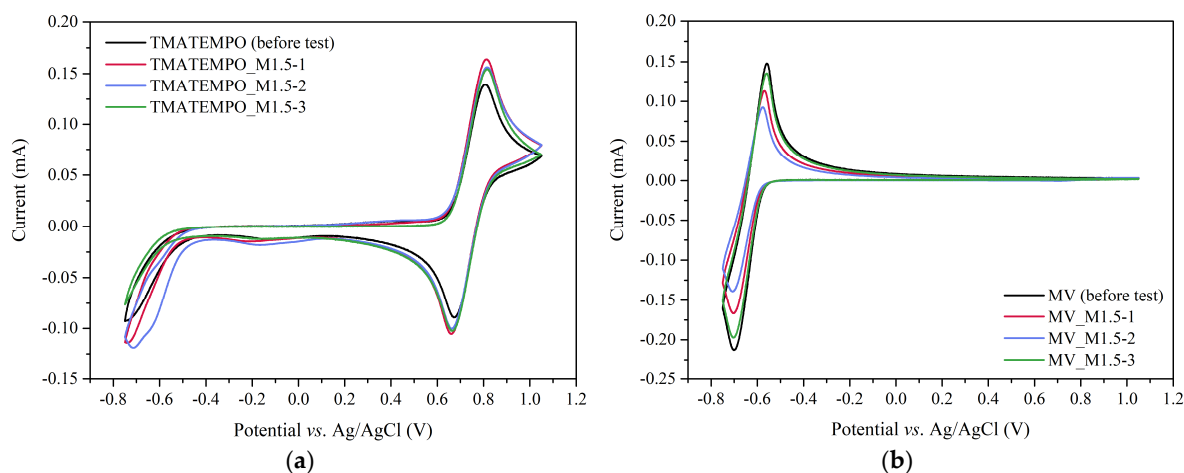 0.20
0.15
0.10
0.05
0.00
-0.05
-0.10
-0.15
Current (mA)
TMATEMPO (before test)
TMATEMPO_M1.5-1
TMATEMPO_M1.5-2
TMATEMPO_M1.5-3
-0.8 -0.6 -0.4 -0.2 0.0 0.2 0.4 0.6 0.8 1.0 1.2
Potential vs. Ag/AgCl (V)
(a)
0.20
0.15
0.10
0.05
0.00
-0.05
-0.10
-0.15
-0.20
-0.25
Current (mA)
MV (before test)
MV_M1.5-1
MV_M1.5-2
MV_M1.5-3
-0.8 -0.6 -0.4 -0.2 0.0 0.2 0.4 0.6 0.8 1.0 1.2
Potential vs. Ag/AgCl (V)
(b)